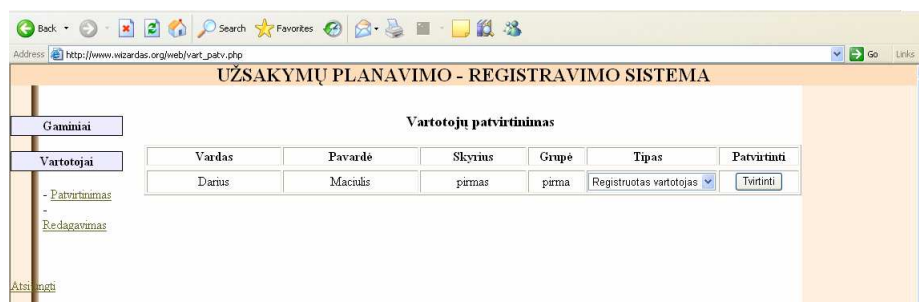 Back Search Favorites
Address http://www.wizardas.org/web/vart_patv.php Go Links
UŽSAKYMŲ PLANAVIMO - REGISTRAVIMO SISTEMA
Gaminiai
Vartotojai
- Patvirtinimas
-
Redagavimas
Atsijungti
Vartotojų patvirtinimas
Vardas Pavardė Skyrius Grupė Tipas Patvirtinti
Darius Maciulis pirmas pirma Registruotas vartotojas Tvirtinti